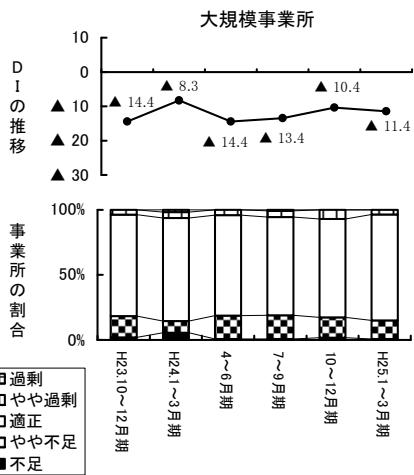 大規模事業所
DIの推移
10
0
▲ 10
▲ 20
▲ 30
▲ 14.4
▲ 8.3
▲ 14.4
▲ 13.4
▲ 10.4
▲ 11.4
事業所の割合
100%
50%
0%
H23.10～12月期
H24.1～3月期
4～6月期
7～9月期
10～12月期
H25.1～3月期
過剰
やや過剰
適正
やや不足
不足